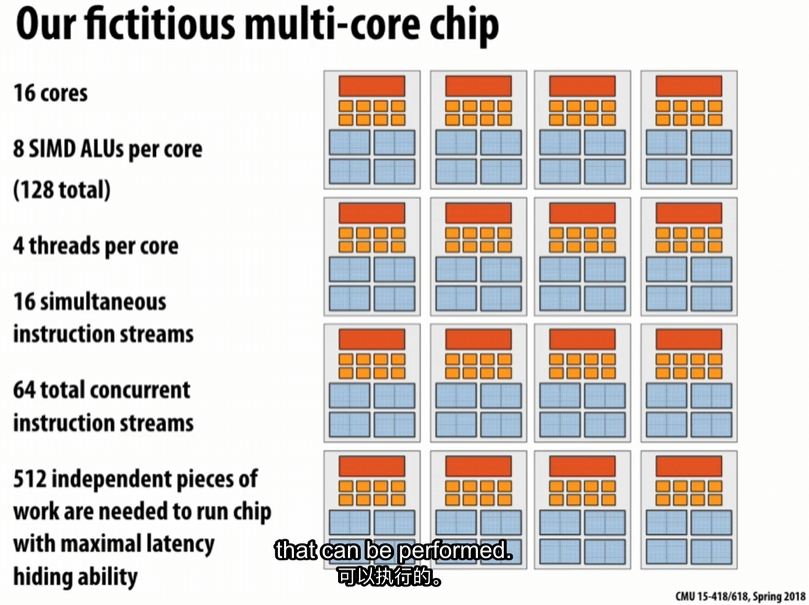 Our fictitious multi-core chip
16 cores
8 SIMD ALUs per core
(128 total)
4 threads per core
16 simultaneous
instruction streams
64 total concurrent
instruction streams
512 independent pieces of
work are needed to run chip
with maximal latency
hiding ability
that can be performed.
可以执行的。
CMU 15-418/618, Spring 2018